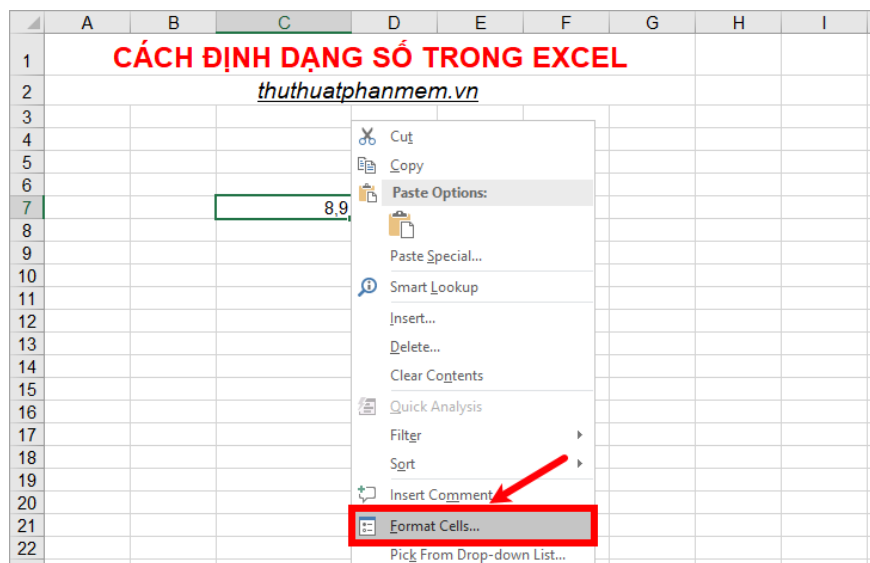 A B C D E F G H I
1 CÁCH ĐỊNH DẠNG SỐ TRONG EXCEL
2 thuthuatphanmem.vn
3
4 Cut
5 Copy
6 Paste Options:
7 8,9
8
9 Paste Special...
10 Smart Lookup
11
12 Insert...
13 Delete...
14 Clear Contents
15
16 Quick Analysis
17 Filter
18 Sort
19 Insert Comment
20
21 Format Cells...
22 Pick From Drop-down List...